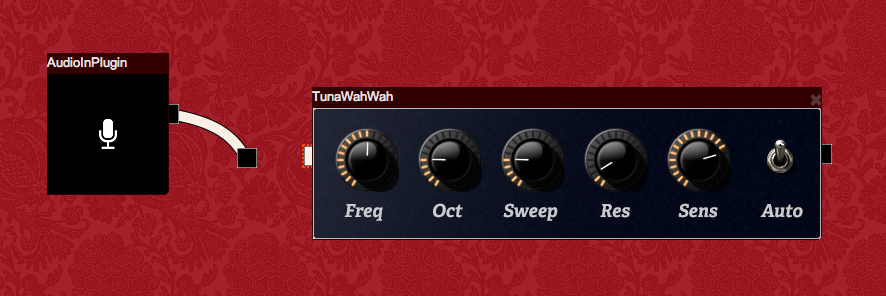 AudioInPlugin
TunaWahWah
Freq
Oct
Sweep
Res
Sens
Auto